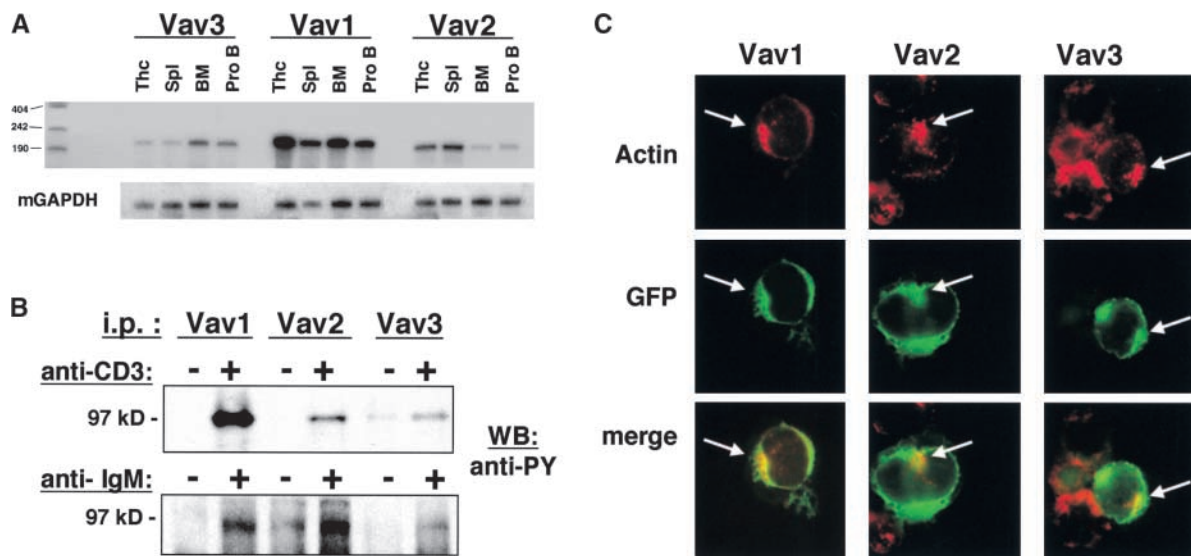 A
Vav3 Vav1 Vav2
Thc Spl BM Pro B Thc Spl BM Pro B Thc Spl BM Pro B
404
242
190
mGAPDH
B
i.p. : Vav1 Vav2 Vav3
anti-CD3: - + - + - +
97 kD -
WB:
anti-PY
anti- IgM: - + - + - +
97 kD -
C
Vav1 Vav2 Vav3
Actin
GFP
merge